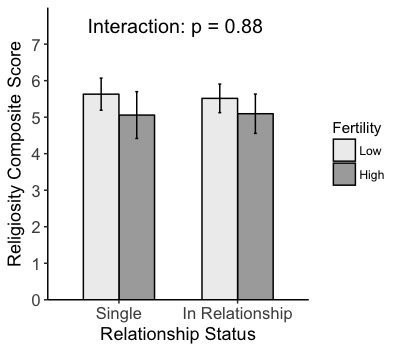 Interaction: p = 0.88
Religiosity Composite Score
7
6
5
4
3
2
1
0
Single
In Relationship
Relationship Status
Fertility
Low
High